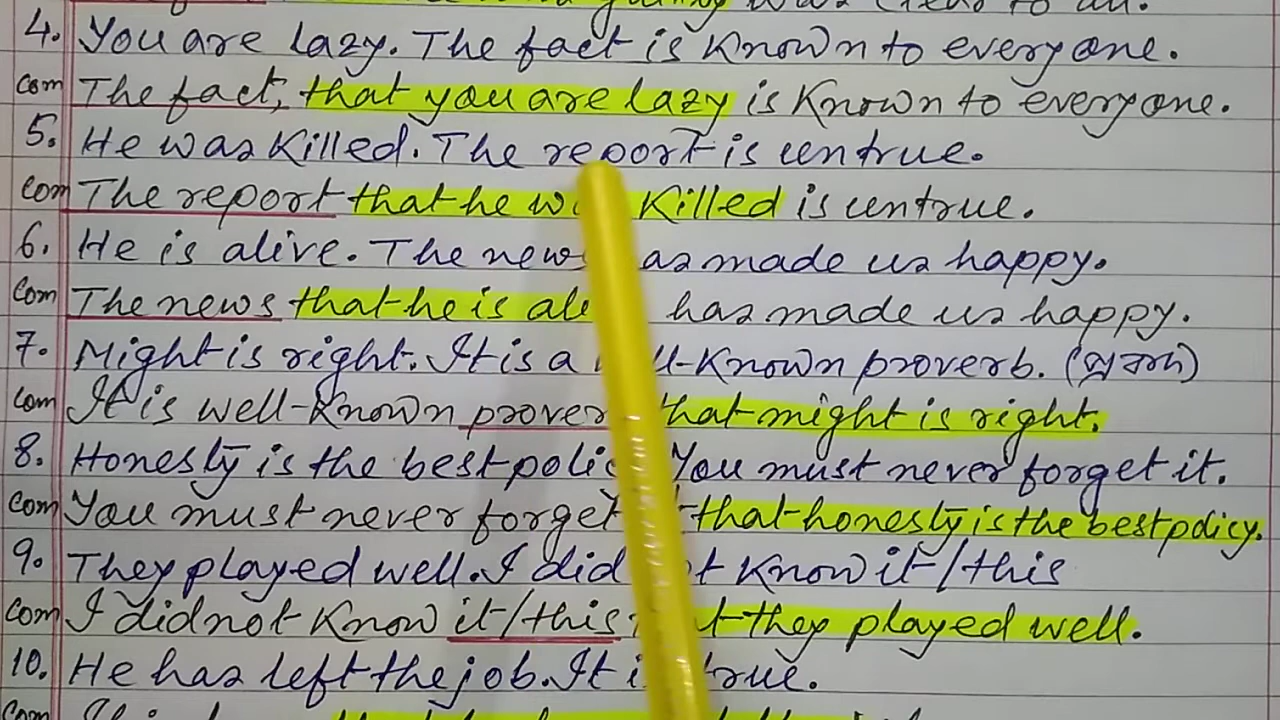 to all.
4. You are lazy. The fact is known to everyone.
com The fact, that you are lazy is known to everyone.
5. He was killed. The report is untrue.
com The report that he killed is untrue.
6. He is alive. The news made us happy.
com The news that he is has made us happy.
7. Might is right. It is a known proverb. (প্রবাদ)
com It is well-known that might is right.
8. Honesty is the best You must never forget it.
com You must never forget that honesty is the best policy.
9. They played well. I did know it/this
com I did not know it/this they played well.
10. He has left the job. It true.
com